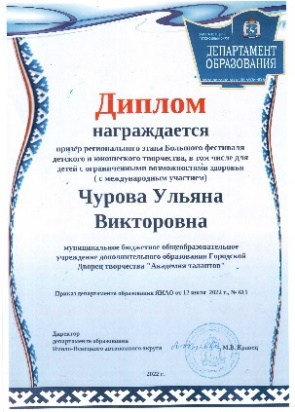 ДЕПАРТАМЕНТ
ОБРАЗОВАНИЯ
Диплом
награждается
призёр регионального этапа Большого фестиваля
детского и юношеского творчества, в том числе для
детей с ограниченными возможностями здоровья
( с международным участием)
Чурова Ульяна
Викторовна
муниципальное бюджетное общеобразовательное
учреждение дополнительного образования Городской
Дворец творчества "Академия талантов"
Приказ департамента образования ЯНАО от 13 июля 2022 г., №
Директор
департамента образования
Ямало-Ненецкого автономного округа
М.В. Кравец
2022 г.